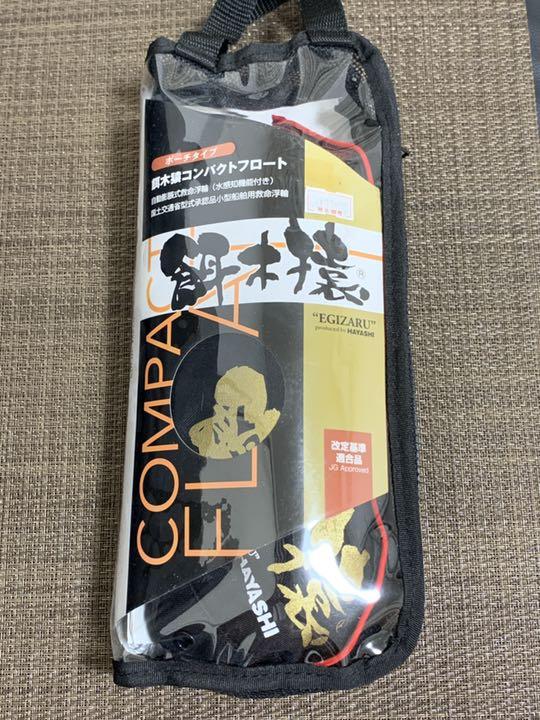 ポーチタイプ
餌木猿コンパクトフロート
自動膨脹式救命浮輪（水感知機能付き）
国土交通省型式承認品小型船舶用救命浮輪
餌木猿®
"EGIZARU"
produced by HAYASHI
COMPACT
FLOAT
改定基準
適合品
JG Approved
HAYASHI
猿